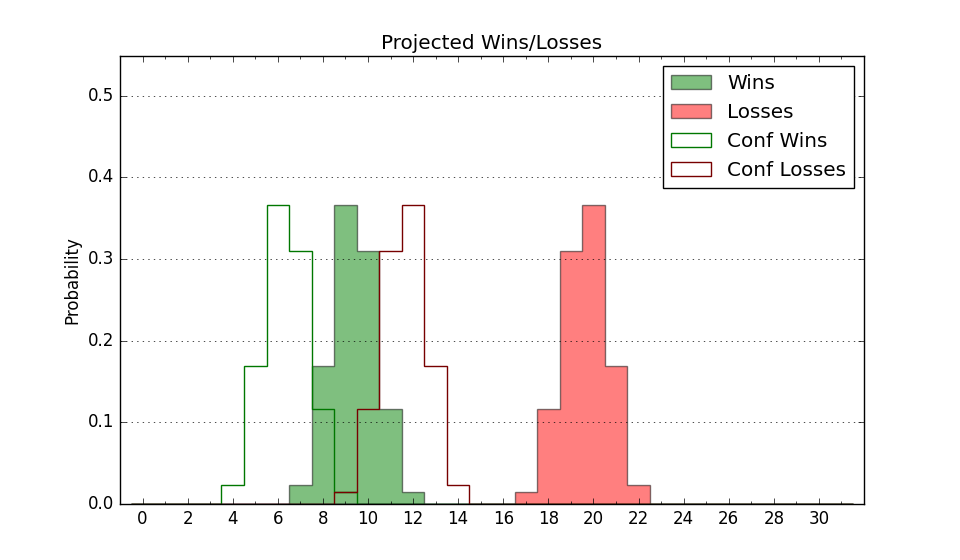 Projected Wins/Losses
Wins
Losses
Conf Wins
Conf Losses
Probability
0.5
0.4
0.3
0.2
0.1
0.0
0 2 4 6 8 10 12 14 16 18 20 22 24 26 28 30